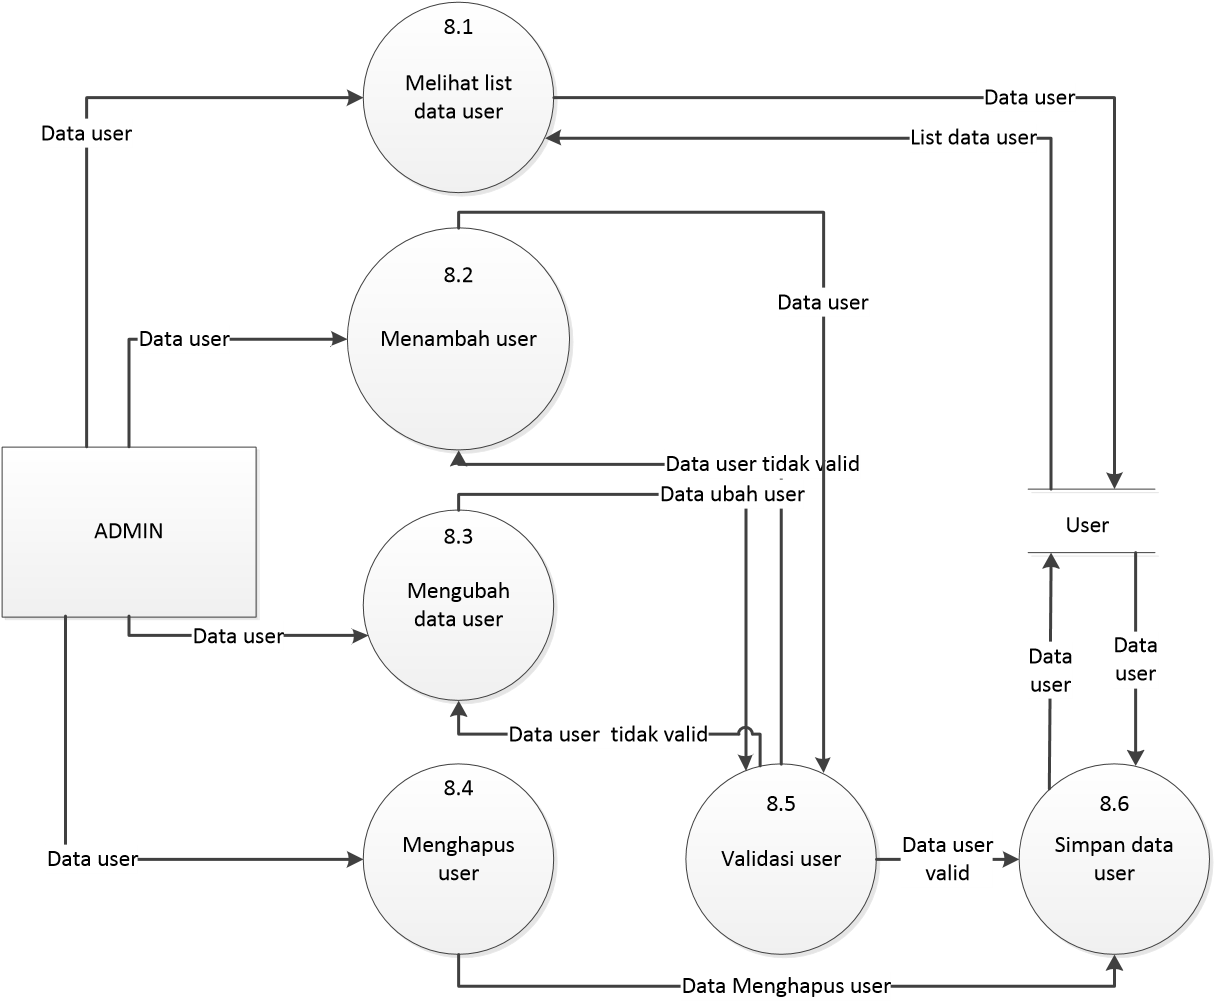 8.1
Melihat list
data user
Data user
Data user
List data user
8.2
Menambah user
Data user
Data user
Data user tidak valid
Data ubah user
ADMIN
8.3
Mengubah
data user
User
Data user
Data
user
Data
user
Data user  tidak valid
8.4
Menghapus
user
Data user
8.5
Validasi user
Data user
valid
8.6
Simpan data
user
Data Menghapus user